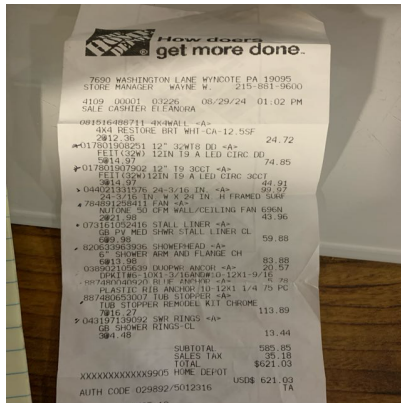 THE HOME DEPOT
How doers
get more done.
7690 WASHINGTON LANE WYNCOTE PA 19095
STORE MANAGER WAYNE W. 215-881-9600
4109 00001 03226 08/29/24 01:02 PM
SALE CASHIER ELEANORA
081516488711 4X4WALL <A>
4X4 RESTORE BRT WHT-CA-12.5SF
2@12.36 24.72
017801908251 12" 32WT8 DD <A>
FEIT(32W) 12IN T9 A LED CIRC DD
5@14.97 74.85
017801907902 12" T9 3CCT <A>
FEIT(32W)12IN T9 A LED CIRC 3CCT
3@14.97 44.91
044021331576 24-3/16 IN. <A> 99.97
24-3/16 IN. W X 24 IN. H FRAMED SURF
784891258411 FAN <A>
NUTONE 50 CFM WALL/CEILING FAN 696N
2@21.98 43.96
073161052416 STALL LINER <A>
GB PV MED SHWR STALL LINER CL
6@9.98 59.88
820633963936 SHOWERHEAD <A>
6" SHOWER ARM AND FLANGE CH
6@13.98 83.88
038902105639 DUOPWR ANCOR <A> 20.57
DPKIT#6-10X1-3/16AND#10-12X1-9/16
887480040920 BLUE ANCHOR <A> 5.78
PLASTIC RIB ANCHOR 10-12X1 1/4 75 PC
887480653007 TUB STOPPER <A>
TUB STOPPER REMODEL KIT CHROME
7@16.27 113.89
043197139092 SWR RINGS <A>
GB SHOWER RINGS-CL
3@4.48 13.44
SUBTOTAL 585.85
SALES TAX 35.18
TOTAL $621.03
XXXXXXXXXXXX9905 HOME DEPOT
USD$ 621.03
AUTH CODE 029892/5012316 TA